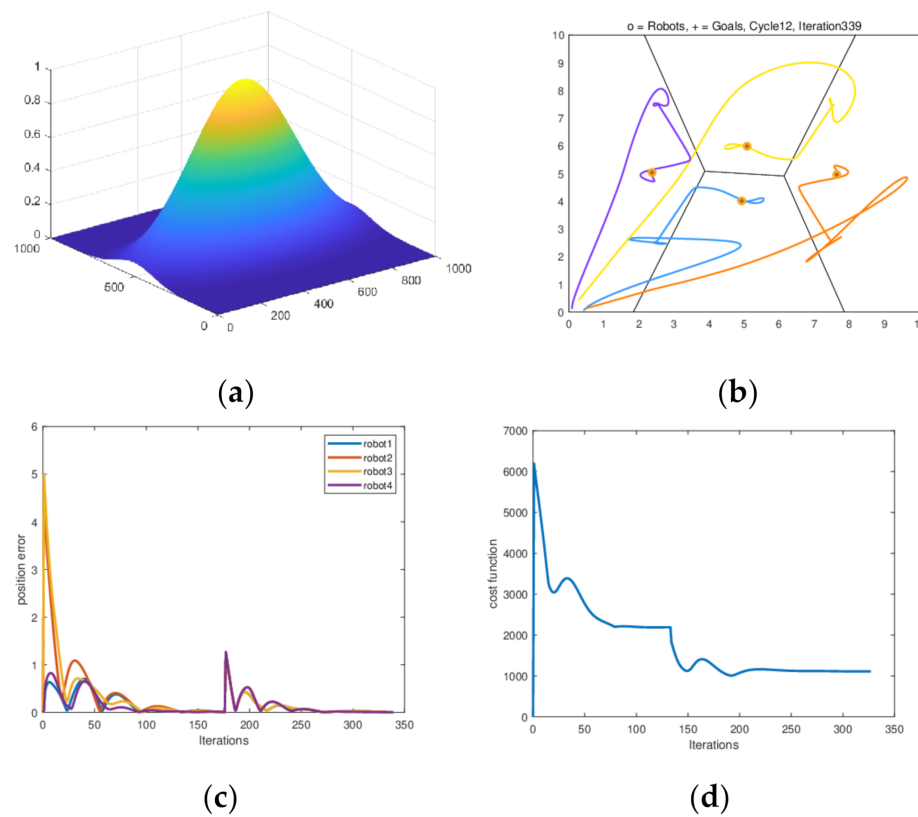 1
0.8
0.6
0.4
0.2
0
1000
500
0
0
200
400
600
800
1000
(a)
o = Robots, + = Goals, Cycle12, Iteration339
10
9
8
7
6
5
4
3
2
1
0
0 1 2 3 4 5 6 7 8 9
(b)
6
5
4
3
2
1
0
position error
robot1
robot2
robot3
robot4
0 50 100 150 200 250 300 350
Iterations
(c)
7000
6000
5000
4000
3000
2000
1000
0
cost function
0 50 100 150 200 250 300 350
Iterations
(d)